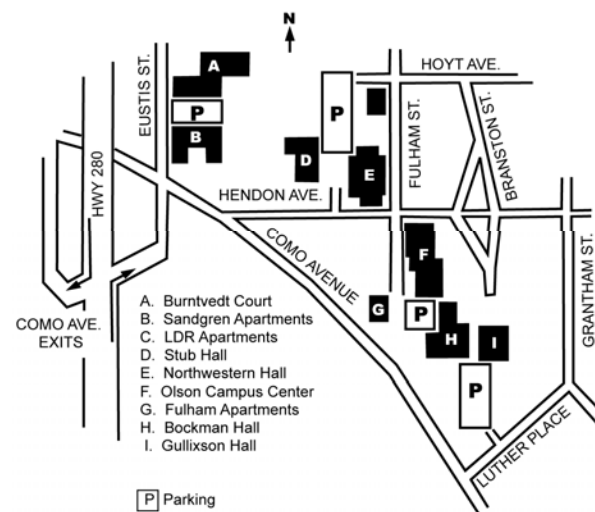 N
HOYT AVE.
A
EUSTIS ST.
P
P
B
BRANSTON ST.
FULHAM ST.
D
E
HWY 280
HENDON AVE.
COMO AVENUE
F
GRANTHAM ST.
COMO AVE.
EXITS
G
P
H
I
P
LUTHER PLACE
A. Burntvedt Court
B. Sandgren Apartments
C. LDR Apartments
D. Stub Hall
E. Northwestern Hall
F. Olson Campus Center
G. Fulham Apartments
H. Bockman Hall
I. Gullixson Hall
P Parking